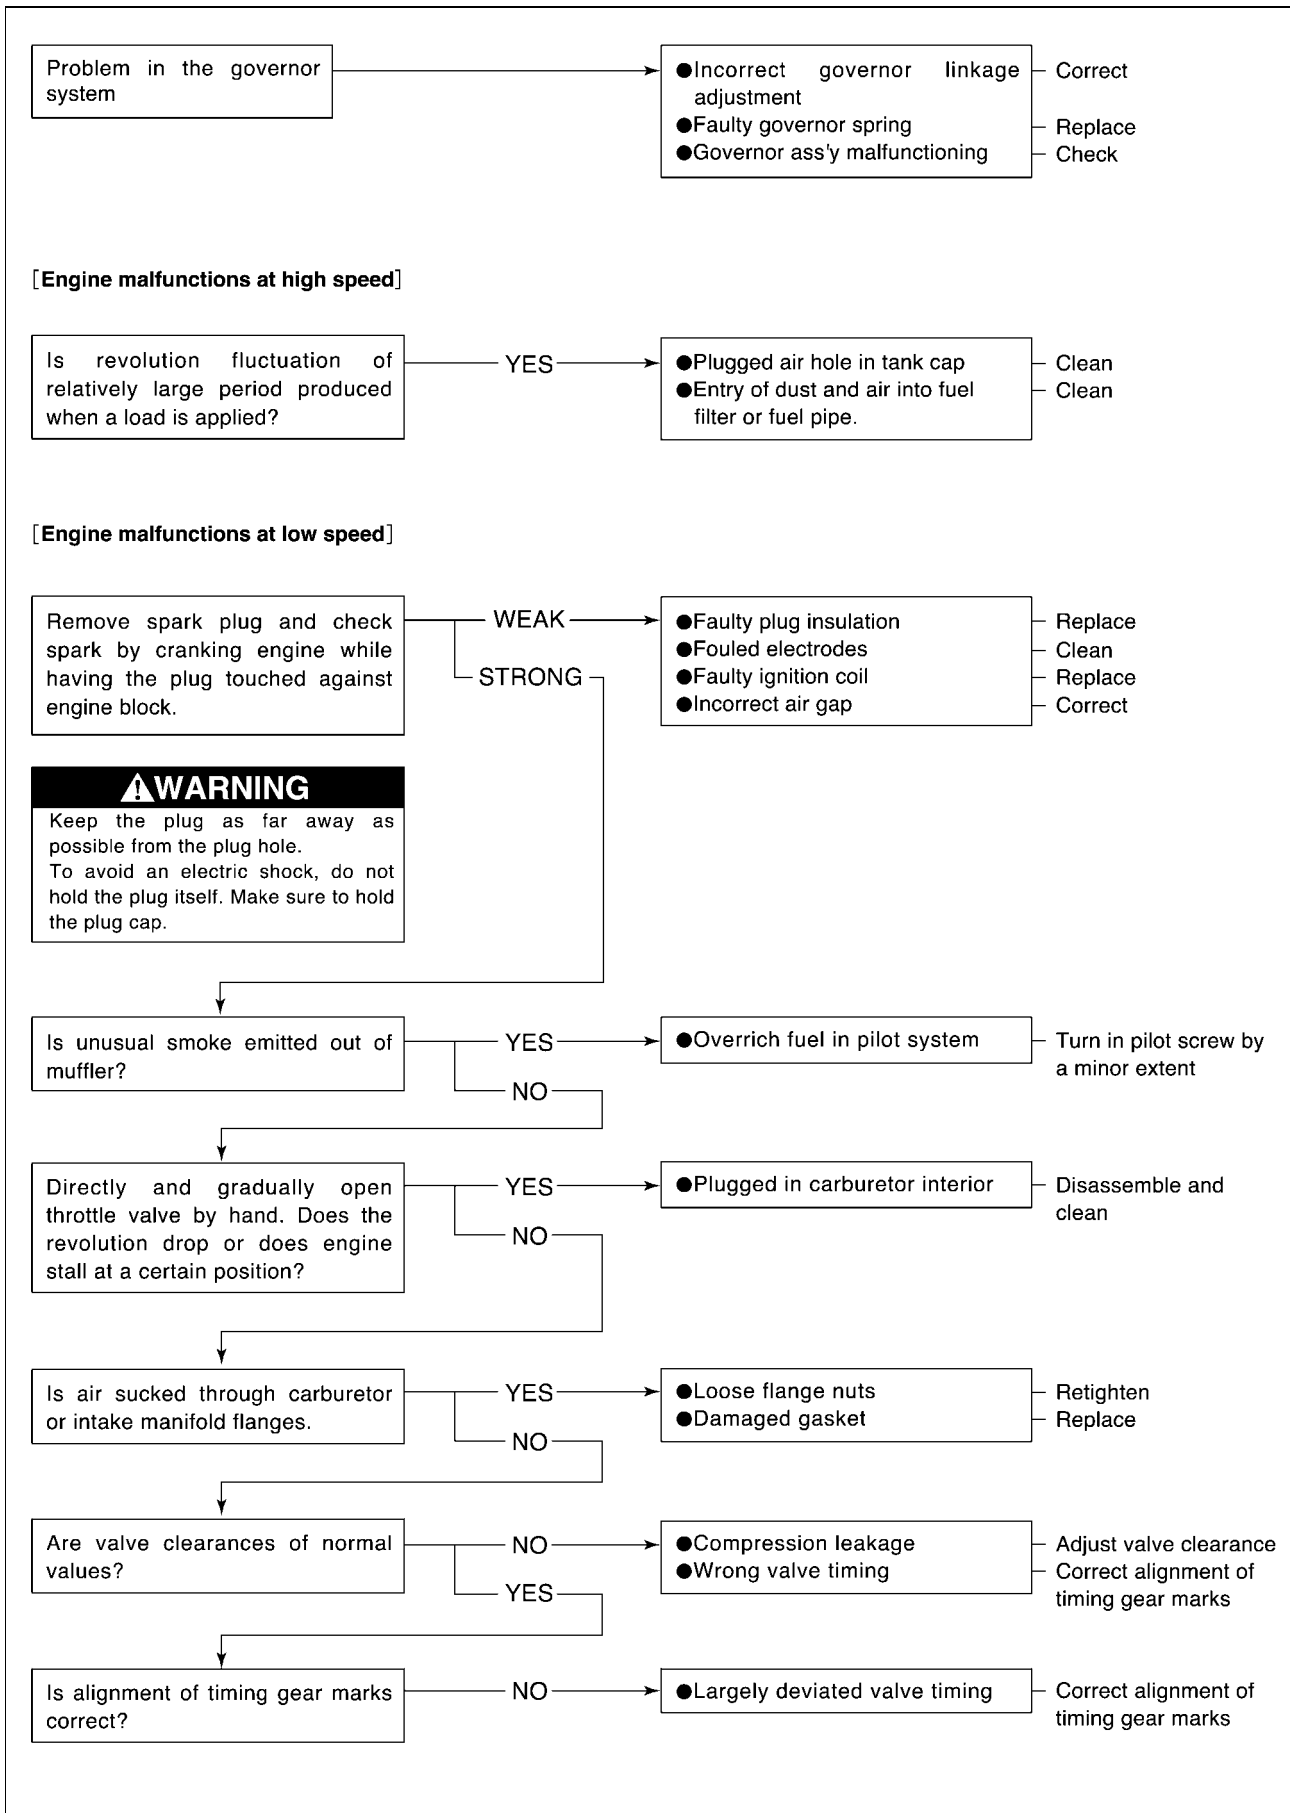 Problem in the governor
system
●Incorrect governor linkage
adjustment
●Faulty governor spring
●Governor ass'y malfunctioning
Correct
Replace
Check
[Engine malfunctions at high speed]
Is revolution fluctuation of
relatively large period produced
when a load is applied?
YES
●Plugged air hole in tank cap
●Entry of dust and air into fuel
filter or fuel pipe.
Clean
Clean
[Engine malfunctions at low speed]
Remove spark plug and check
spark by cranking engine while
having the plug touched against
engine block.
WEAK
STRONG
●Faulty plug insulation
●Fouled electrodes
●Faulty ignition coil
●Incorrect air gap
Replace
Clean
Replace
Correct
⚠WARNING
Keep the plug as far away as
possible from the plug hole.
To avoid an electric shock, do not
hold the plug itself. Make sure to hold
the plug cap.
Is unusual smoke emitted out of
muffler?
YES
NO
●Overrich fuel in pilot system
Turn in pilot screw by
a minor extent
Directly and gradually open
throttle valve by hand. Does the
revolution drop or does engine
stall at a certain position?
YES
NO
●Plugged in carburetor interior
Disassemble and
clean
Is air sucked through carburetor
or intake manifold flanges.
YES
NO
●Loose flange nuts
●Damaged gasket
Retighten
Replace
Are valve clearances of normal
values?
NO
YES
●Compression leakage
●Wrong valve timing
Adjust valve clearance
Correct alignment of
timing gear marks
Is alignment of timing gear marks
correct?
NO
●Largely deviated valve timing
Correct alignment of
timing gear marks